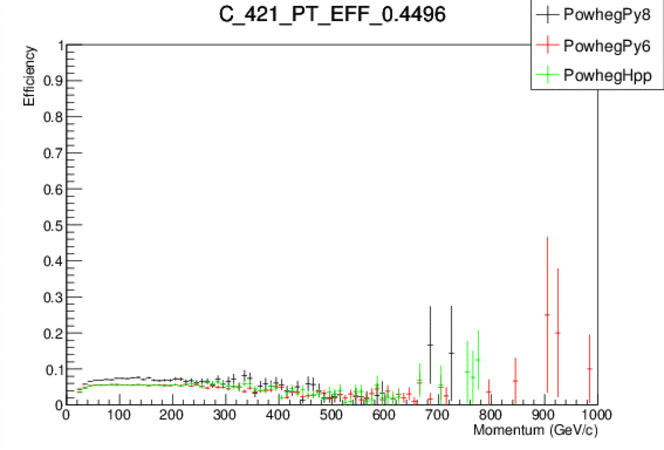 C_421_PT_EFF_0.4496
PowhegPy8
PowhegPy6
PowhegHpp
Efficiency
1
0.9
0.8
0.7
0.6
0.5
0.4
0.3
0.2
0.1
0
0 100 200 300 400 500 600 700 800 900 1000
Momentum (GeV/c)